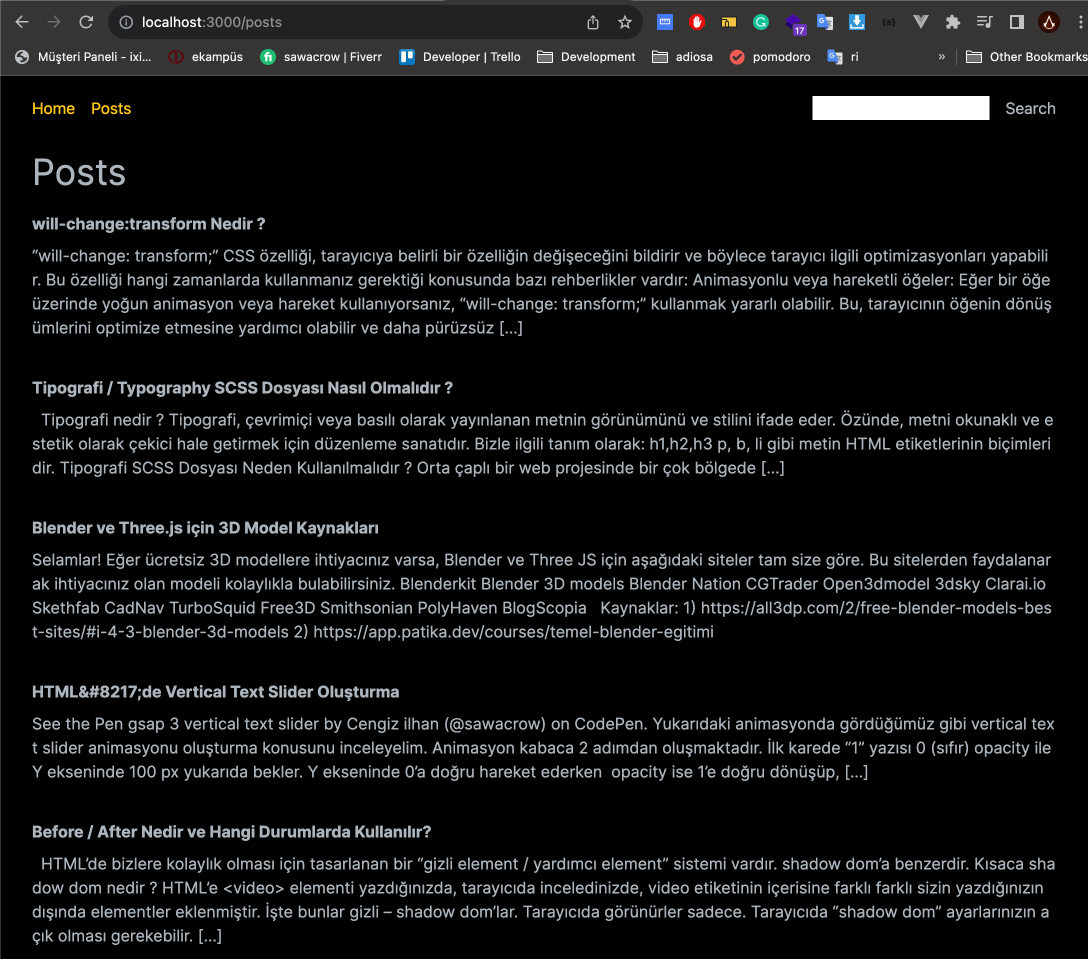 localhost:3000/posts
17
Müşteri Paneli - ixi...
ekampüs
sawacrow | Fiverr
Developer | Trello
Development
adiosa
pomodoro
ri
»
Other Bookmarks
Home Posts
Search
Posts
will-change:transform Nedir ?
“will-change: transform;” CSS özelliği, tarayıcıya belirli bir özelliğin değişeceğini bildirir ve böylece tarayıcı ilgili optimizasyonları yapabili
r. Bu özelliği hangi zamanlarda kullanmanız gerektiği konusunda bazı rehberlikler vardır: Animasyonlu veya hareketli öğeler: Eğer bir öğe
üzerinde yoğun animasyon veya hareket kullanıyorsanız, “will-change: transform;” kullanmak yararlı olabilir. Bu, tarayıcının öğenin dönüş
ümlerini optimize etmesine yardımcı olabilir ve daha pürüzsüz [...]
Tipografi / Typography SCSS Dosyası Nasıl Olmalıdır ?
Tipografi nedir ? Tipografi, çevrimiçi veya basılı olarak yayınlanan metnin görünümünü ve stilini ifade eder. Özünde, metni okunaklı ve e
stetik olarak çekici hale getirmek için düzenleme sanatıdır. Bizle ilgili tanım olarak: h1,h2,h3 p, b, li gibi metin HTML etiketlerinin biçimleri
dir. Tipografi SCSS Dosyası Neden Kullanılmalıdır ? Orta çaplı bir web projesinde bir çok bölgede [...]
Blender ve Three.js için 3D Model Kaynakları
Selamlar! Eğer ücretsiz 3D modellere ihtiyacınız varsa, Blender ve Three JS için aşağıdaki siteler tam size göre. Bu sitelerden faydalanar
ak ihtiyacınız olan modeli kolaylıkla bulabilirsiniz. Blenderkit Blender 3D models Blender Nation CGTrader Open3dmodel 3dsky Clarai.io
Skethfab CadNav TurboSquid Free3D Smithsonian PolyHaven BlogScopia Kaynaklar: 1) https://all3dp.com/2/free-blender-models-bes
t-sites/#i-4-3-blender-3d-models 2) https://app.patika.dev/courses/temel-blender-egitimi
HTML&#8217;de Vertical Text Slider Oluşturma
See the Pen gsap 3 vertical text slider by Cengiz ilhan (@sawacrow) on CodePen. Yukarıdaki animasyonda gördüğümüz gibi vertical tex
t slider animasyonu oluşturma konusunu inceleyelim. Animasyon kabaca 2 adımdan oluşmaktadır. İlk karede “1” yazısı 0 (sıfır) opacity ile
Y ekseninde 100 px yukarıda bekler. Y ekseninde 0’a doğru hareket ederken opacity ise 1’e doğru dönüşüp, [...]
Before / After Nedir ve Hangi Durumlarda Kullanılır?
HTML’de bizlere kolaylık olması için tasarlanan bir “gizli element / yardımcı element” sistemi vardır. shadow dom’a benzerdir. Kısaca sha
dow dom nedir ? HTML’e <video> elementi yazdığınızda, tarayıcıda inceledinizde, video etiketinin içerisine farklı farklı sizin yazdığınızın
dışında elementler eklenmiştir. İşte bunlar gizli – shadow dom’lar. Tarayıcıda görünürler sadece. Tarayıcıda “shadow dom” ayarlarınızın a
çık olması gerekebilir. [...]